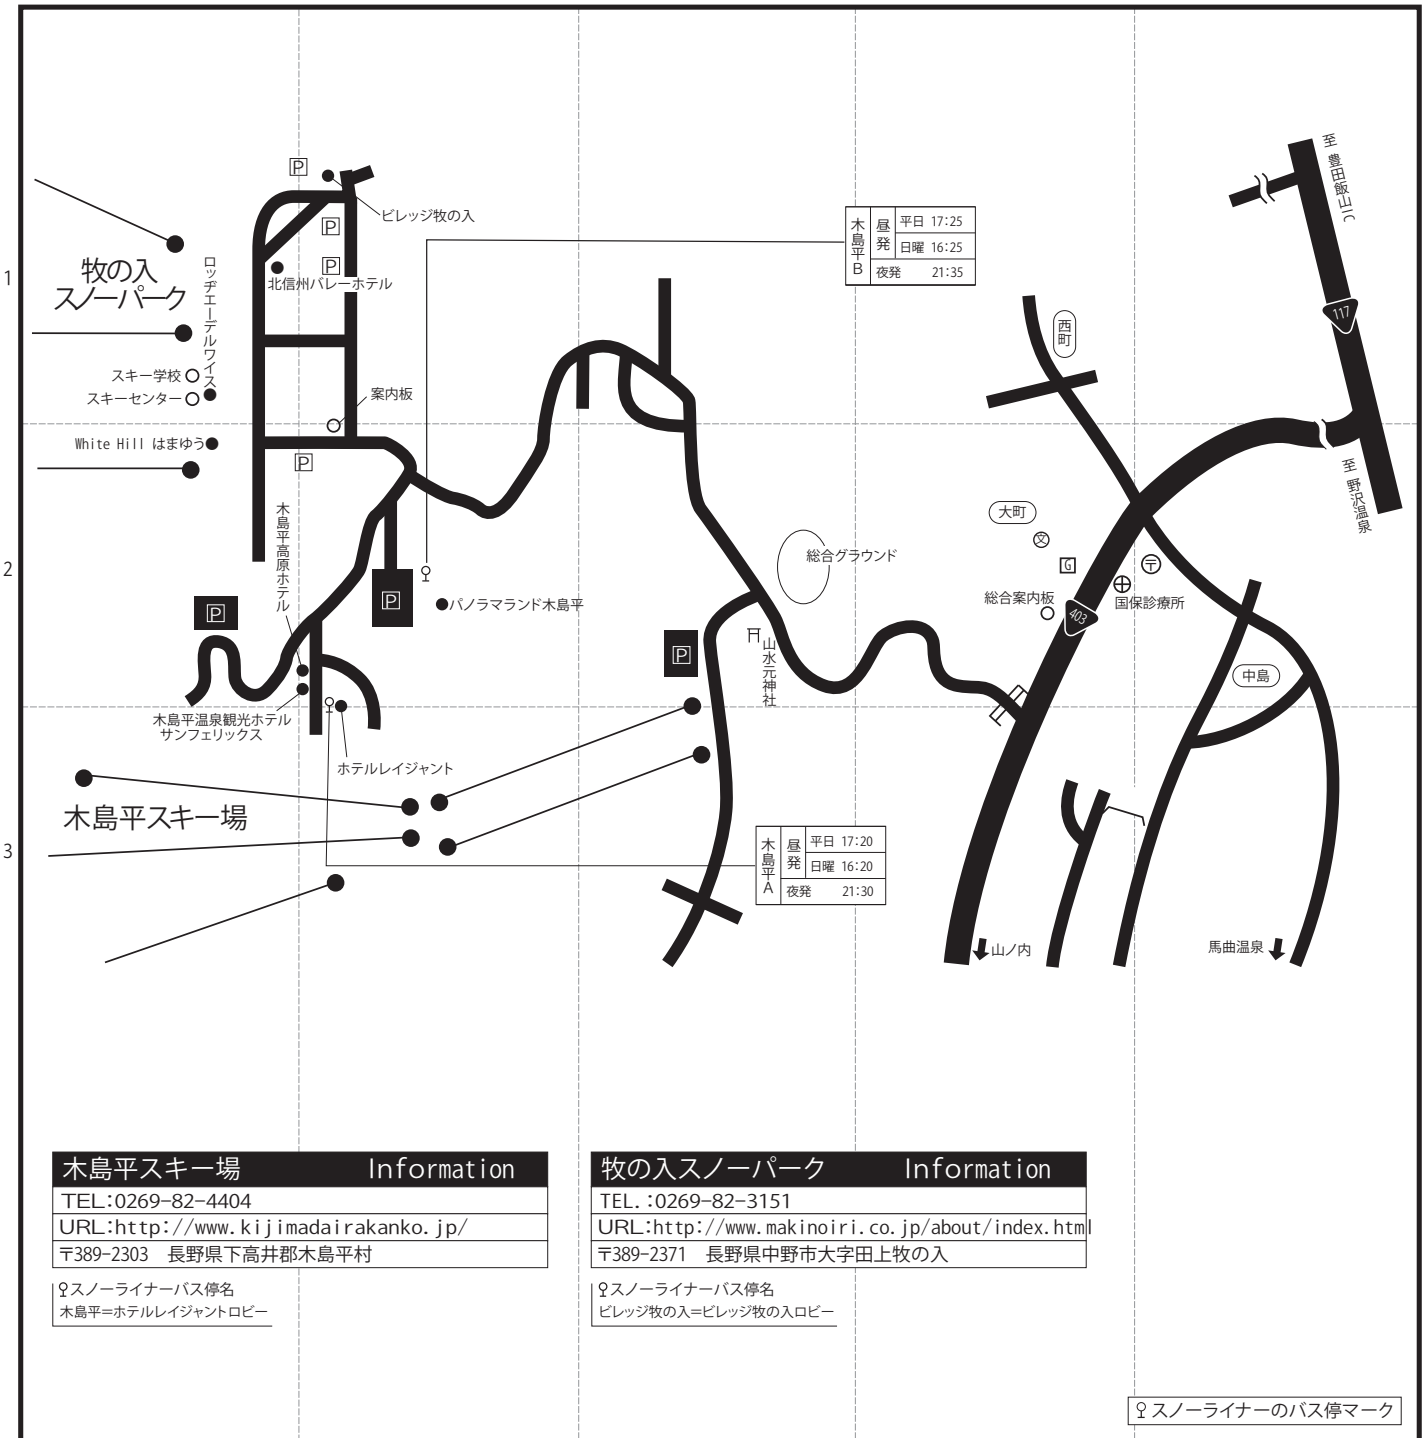 至 豊田飯山IC
P
ビレッジ牧の入
P
P
北信州バレーホテル
牧の入
スノーパーク
ロッヂエーデルワイス
スキー学校
スキーセンター
案内板
White Hill はまゆう
P
木島平B
昼発
平日 17:25
日曜 16:25
夜発 21:35
西町
117
至 野沢温泉
1
2
3
木島平高原ホテル
P
P
パノラマランド木島平
大町
文
G
〒
総合案内板
国保診療所
403
総合グラウンド
P
山水元神社
中島
木島平温泉観光ホテル
サンフェリックス
ホテルレイジャント
木島平スキー場
木島平A
昼発
平日 17:20
日曜 16:20
夜発 21:30
山ノ内
馬曲温泉
木島平スキー場 Information
TEL:0269-82-4404
URL:http://www.kijimadairakanko.jp/
〒389-2303 長野県下高井郡木島平村
スノーライナーバス停名
木島平=ホテルレイジャントロビー
牧の入スノーパーク Information
TEL.:0269-82-3151
URL:http://www.makinoiri.co.jp/about/index.html
〒389-2371 長野県中野市大字田上牧の入
スノーライナーバス停名
ビレッジ牧の入=ビレッジ牧の入ロビー
スノーライナーのバス停マーク